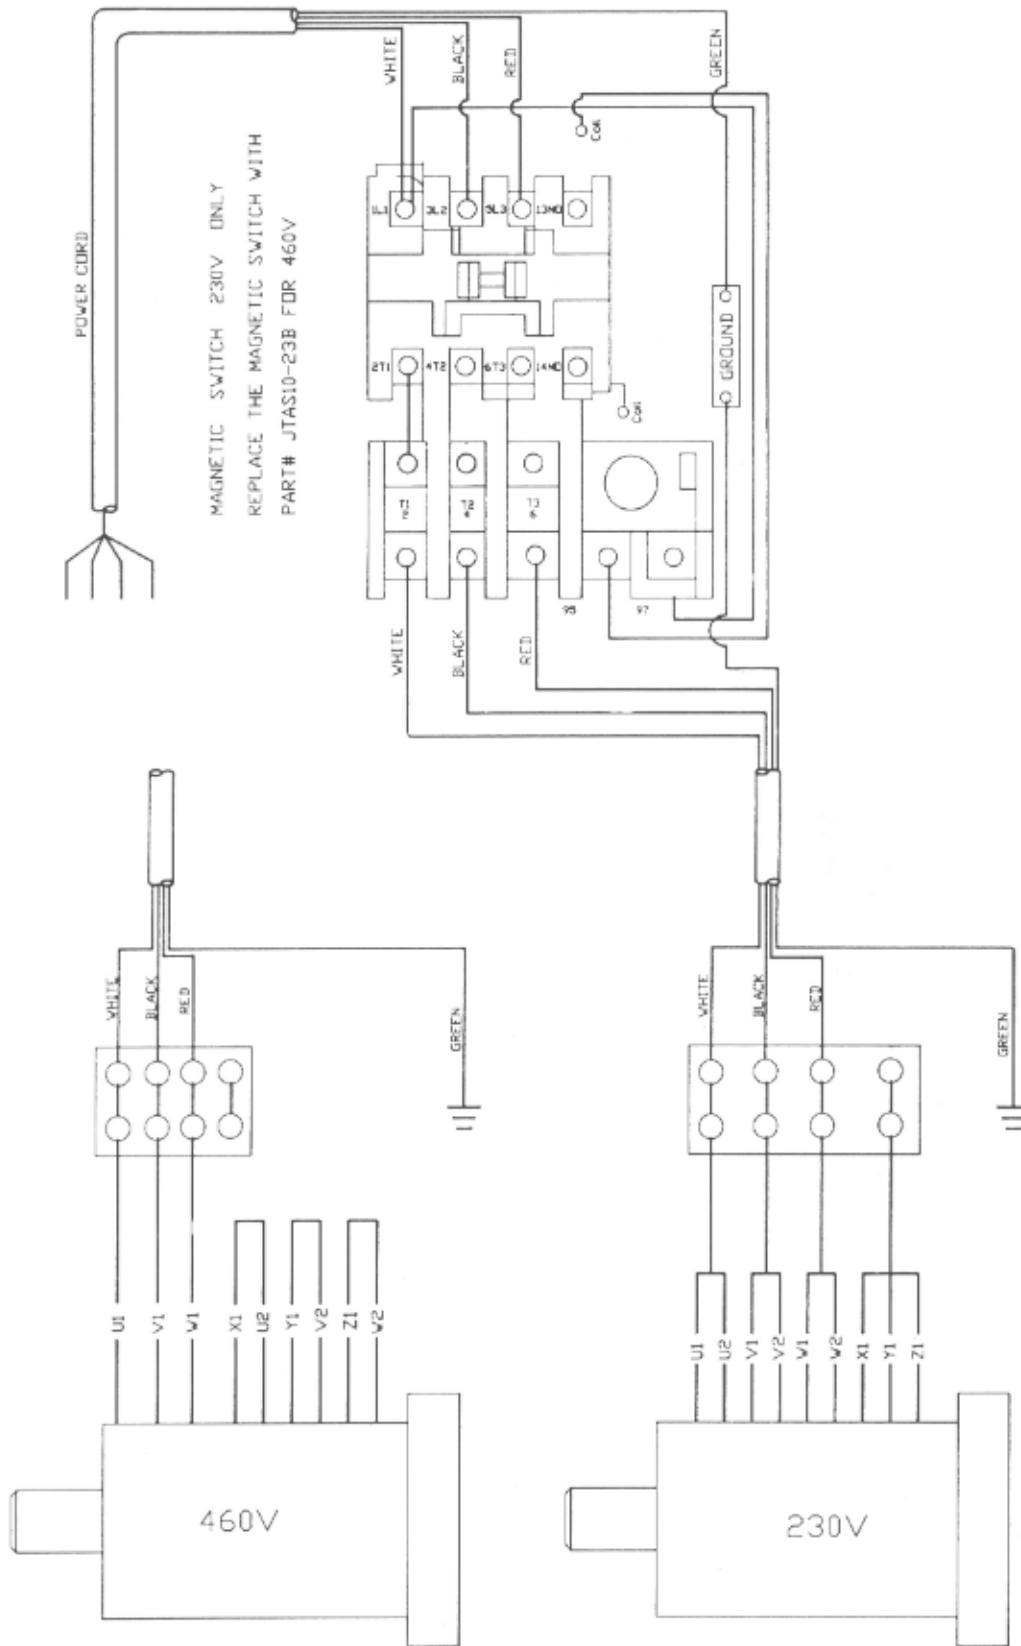 POWER CORD
MAGNETIC SWITCH 230V ONLY
REPLACE THE MAGNETIC SWITCH WITH
PART# JTAS10-23B FOR 460V
WHITE
BLACK
RED
GREEN
Coil
1L1
3L2
5L3
13NO
2T1
4T2
6T3
14NO
Coil
GROUND
T1
T2
T3
95
97
WHITE
BLACK
RED
WHITE
BLACK
RED
GREEN
U1
V1
W1
X1
U2
Y1
V2
Z1
W2
460V
WHITE
BLACK
RED
GREEN
U1
U2
V1
V2
W1
W2
X1
Y1
Z1
230V